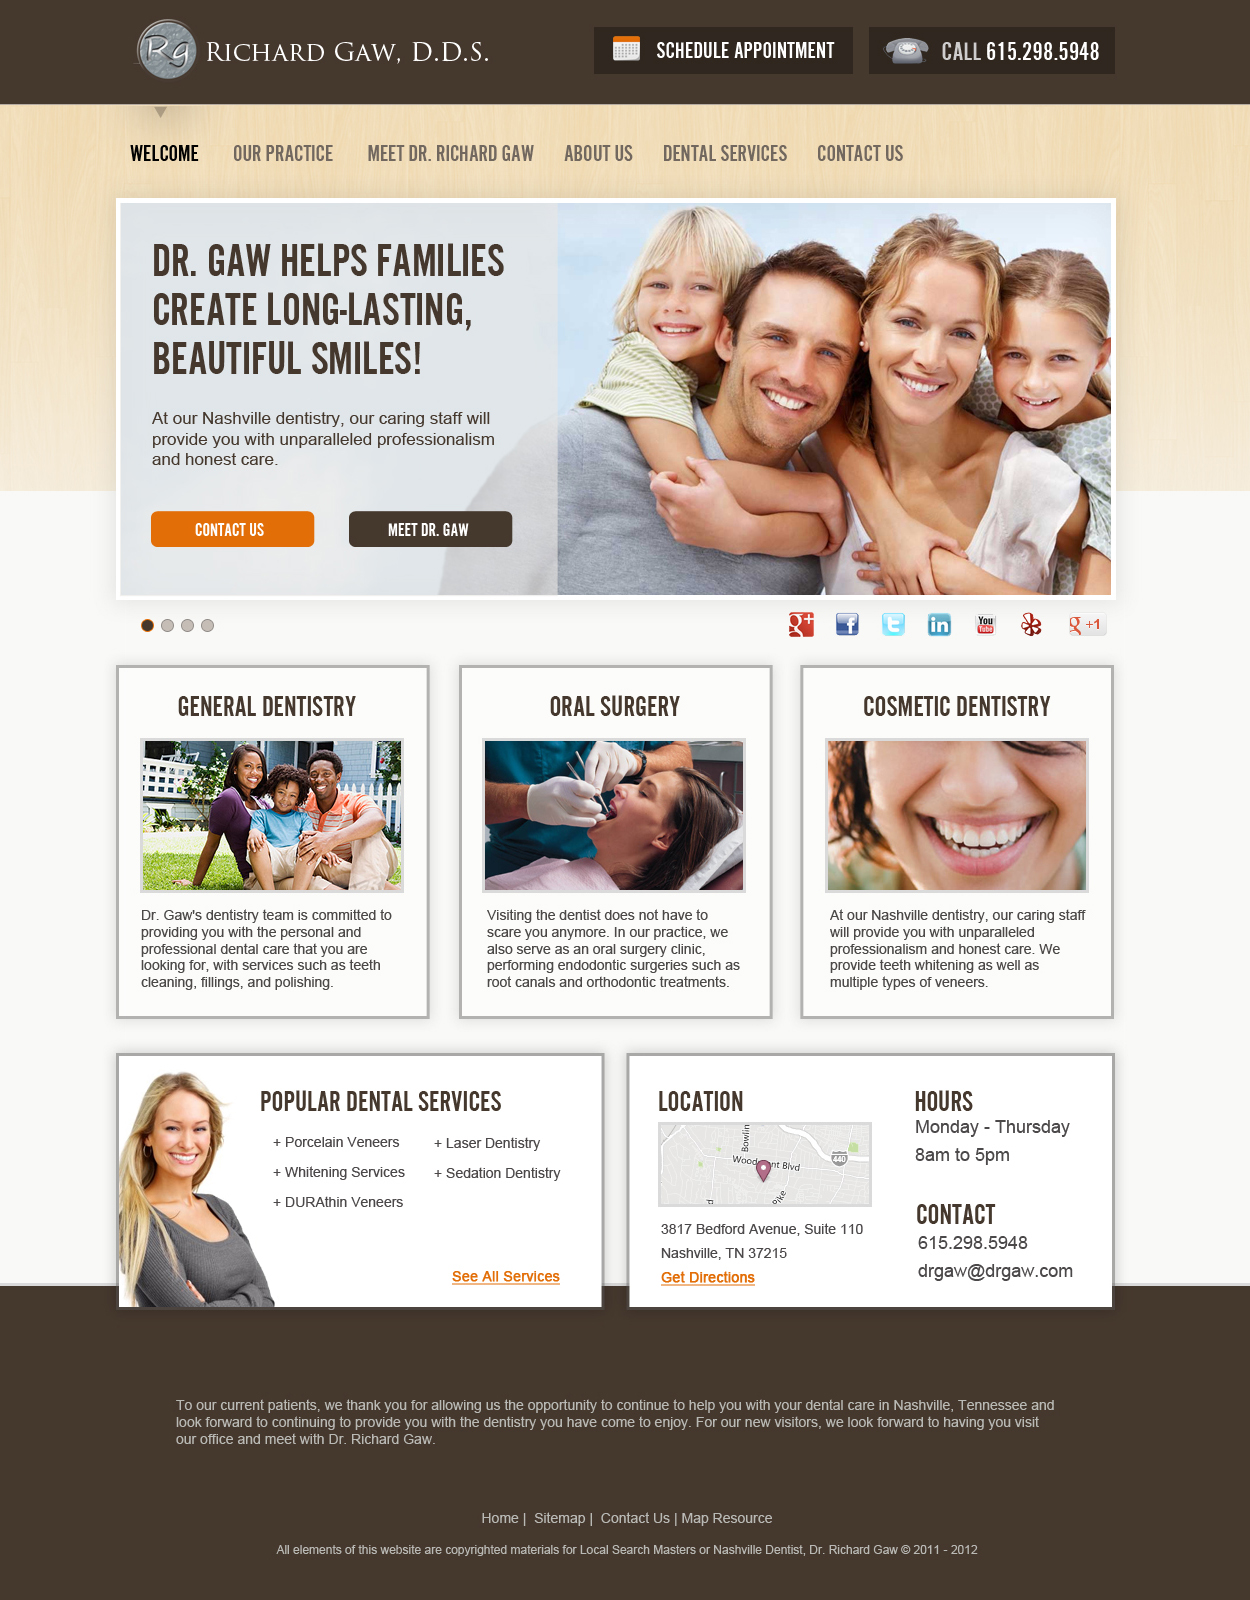 Rg RICHARD GAW, D.D.S.
SCHEDULE APPOINTMENT
CALL 615.298.5948
WELCOME
OUR PRACTICE
MEET DR. RICHARD GAW
ABOUT US
DENTAL SERVICES
CONTACT US
DR. GAW HELPS FAMILIES
CREATE LONG-LASTING,
BEAUTIFUL SMILES!
At our Nashville dentistry, our caring staff will
provide you with unparalleled professionalism
and honest care.
CONTACT US
MEET DR. GAW
g+
f
t
in
You Tube
g +1
GENERAL DENTISTRY
Dr. Gaw's dentistry team is committed to
providing you with the personal and
professional dental care that you are
looking for, with services such as teeth
cleaning, fillings, and polishing.
ORAL SURGERY
Visiting the dentist does not have to
scare you anymore. In our practice, we
also serve as an oral surgery clinic,
performing endodontic surgeries such as
root canals and orthodontic treatments.
COSMETIC DENTISTRY
At our Nashville dentistry, our caring staff
will provide you with unparalleled
professionalism and honest care. We
provide teeth whitening as well as
multiple types of veneers.
POPULAR DENTAL SERVICES
+ Porcelain Veneers
+ Whitening Services
+ DURAthin Veneers
+ Laser Dentistry
+ Sedation Dentistry
See All Services
LOCATION
Bowlin
Blvd
440
Pike
3817 Bedford Avenue, Suite 110
Nashville, TN 37215
Get Directions
HOURS
Monday - Thursday
8am to 5pm
CONTACT
615.298.5948
drgaw@drgaw.com
To our current patients, we thank you for allowing us the opportunity to continue to help you with your dental care in Nashville, Tennessee and
look forward to continuing to provide you with the dentistry you have come to enjoy. For our new visitors, we look forward to having you visit
our office and meet with Dr. Richard Gaw.
Home | Sitemap | Contact Us | Map Resource
All elements of this website are copyrighted materials for Local Search Masters or Nashville Dentist, Dr. Richard Gaw © 2011 - 2012